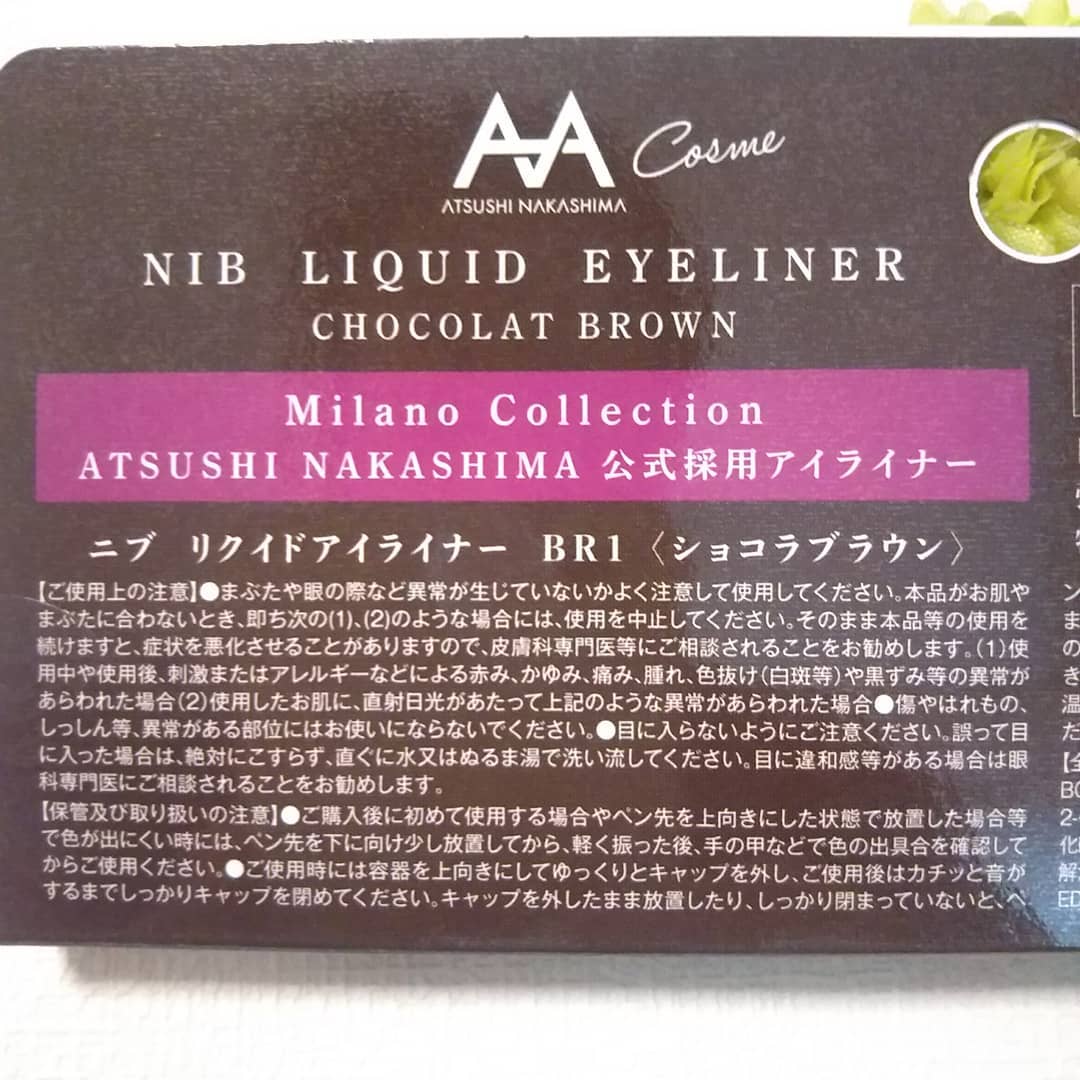 AA Cosme
ATSUSHI NAKASHIMA
NIB LIQUID EYELINER
CHOCOLAT BROWN
Milano Collection
ATSUSHI NAKASHIMA 公式採用アイライナー
ニブ リクイドアイライナー BR1〈ショコラブラウン〉
【ご使用上の注意】●まぶたや眼の際など異常が生じていないかよく注意して使用してください。本品がお肌や
まぶたに合わないとき、即ち次の(1)、(2)のような場合には、使用を中止してください。そのまま本品等の使用を
続けますと、症状を悪化させることがありますので、皮膚科専門医等にご相談されることをお勧めします。(1)使
用中や使用後、刺激またはアレルギーなどによる赤み、かゆみ、痛み、腫れ、色抜け(白斑等)や黒ずみ等の異常が
あらわれた場合(2)使用したお肌に、直射日光があたって上記のような異常があらわれた場合●傷やはれもの、
しっしん等、異常がある部位にはお使いにならないでください。●目に入らないようにご注意ください。誤って目
に入った場合は、絶対にこすらず、直ぐに水又はぬるま湯で洗い流してください。目に違和感等がある場合は眼
科専門医にご相談されることをお勧めします。
【保管及び取り扱いの注意】●ご購入後に初めて使用する場合やペン先を上向きにした状態で放置した場合等
で色が出にくい時には、ペン先を下に向け少し放置してから、軽く振った後、手の甲などで色の出具合を確認して
からご使用ください。●ご使用時には容器を上向きにしてゆっくりとキャップを外し、ご使用後はカチッと音が
するまでしっかりキャップを閉めてください。キャップを外したまま放置したり、しっかり閉まっていないと、ペ
ン
ま
の
き
温
だ
【全
BG
2-
化
解
ED